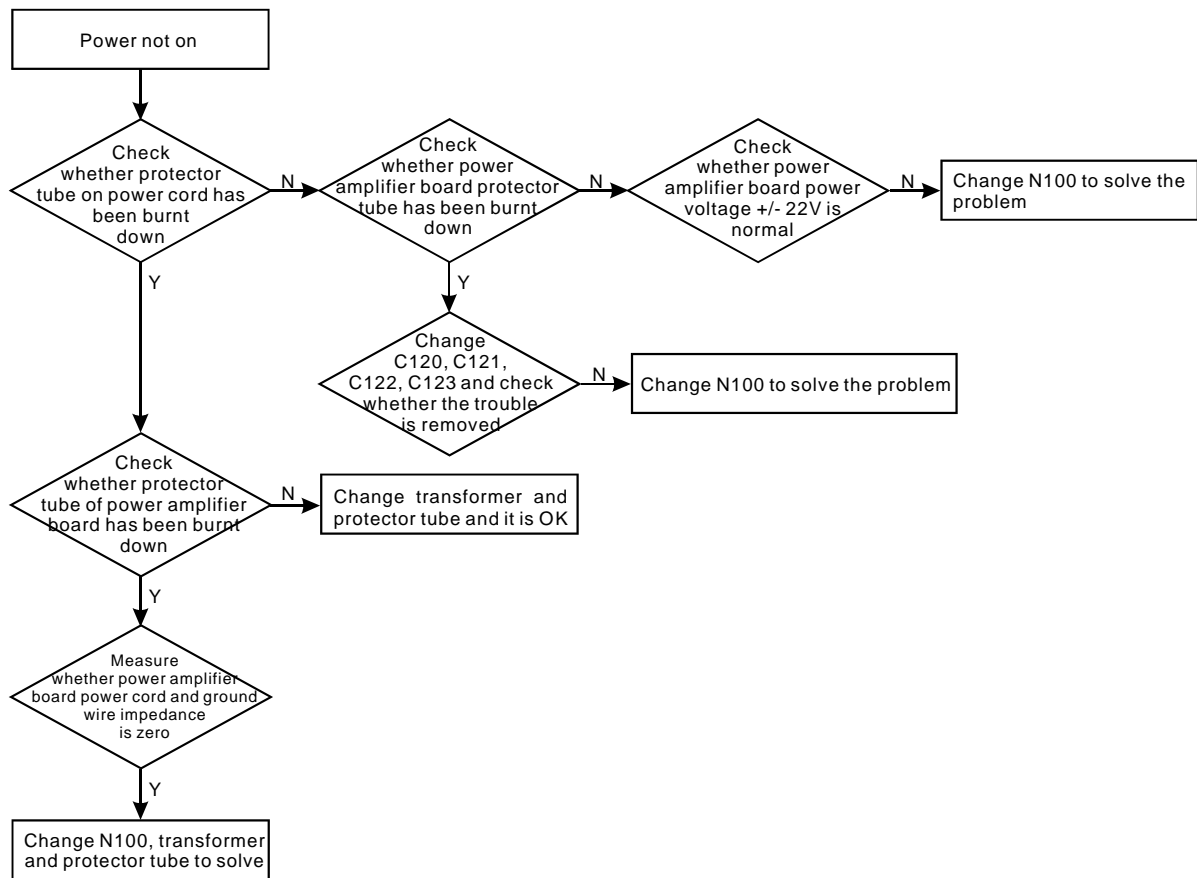 Power not on
Check
whether protector
tube on power cord has
been burnt
down
N
Check
whether power
amplifier board protector
tube has been burnt
down
N
Check
whether power
amplifier board power
voltage +/- 22V is
normal
N
Change N100 to solve the
problem
Y
Y
Change
C120, C121,
C122, C123 and check
whether the trouble
is removed
N
Change N100 to solve the problem
Check
whether protector
tube of power amplifier
board has been burnt
down
N
Change transformer and
protector tube and it is OK
Y
Measure
whether power amplifier
board power cord and ground
wire impedance
is zero
Y
Change N100, transformer
and protector tube to solve